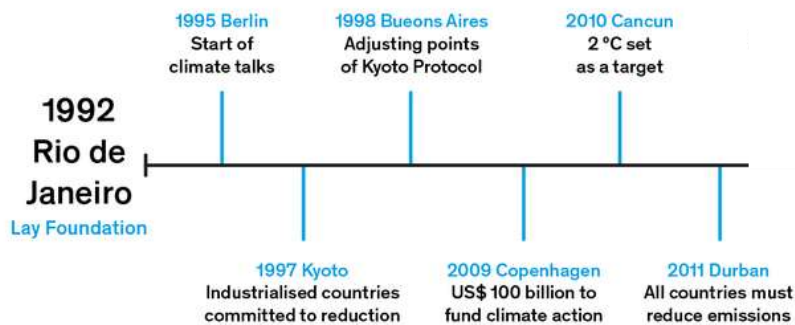 1992
Rio de
Janeiro
Lay Foundation
1995 Berlin
Start of
climate talks
1997 Kyoto
Industrialised countries
committed to reduction
1998 Bueons Aires
Adjusting points
of Kyoto Protocol
2009 Copenhagen
US$ 100 billion to
fund climate action
2010 Cancun
2 ºC set
as a target
2011 Durban
All countries must
reduce emissions